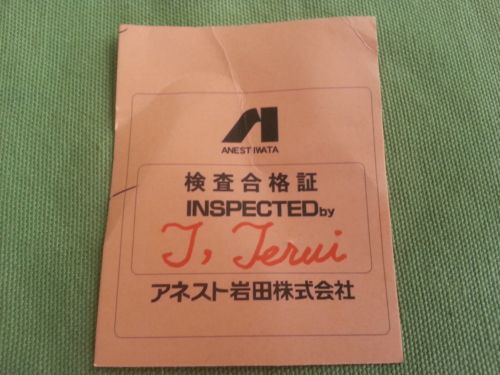 ANEST IWATA
検査合格証
INSPECTED by
T, Terui
アネスト岩田株式会社